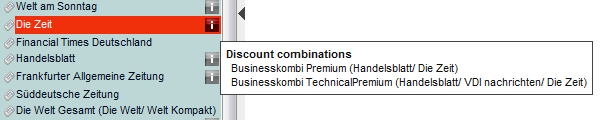 Welt am Sonntag
Die Zeit
Financial Times Deutschland
Handelsblatt
Frankfurter Allgemeine Zeitung
Süddeutsche Zeitung
Die Welt Gesamt (Die Welt/ Welt Kompakt)
Discount combinations
Businesskombi Premium (Handelsblatt/ Die Zeit)
Businesskombi TechnicalPremium (Handelsblatt/ VDI nachrichten/ Die Zeit)